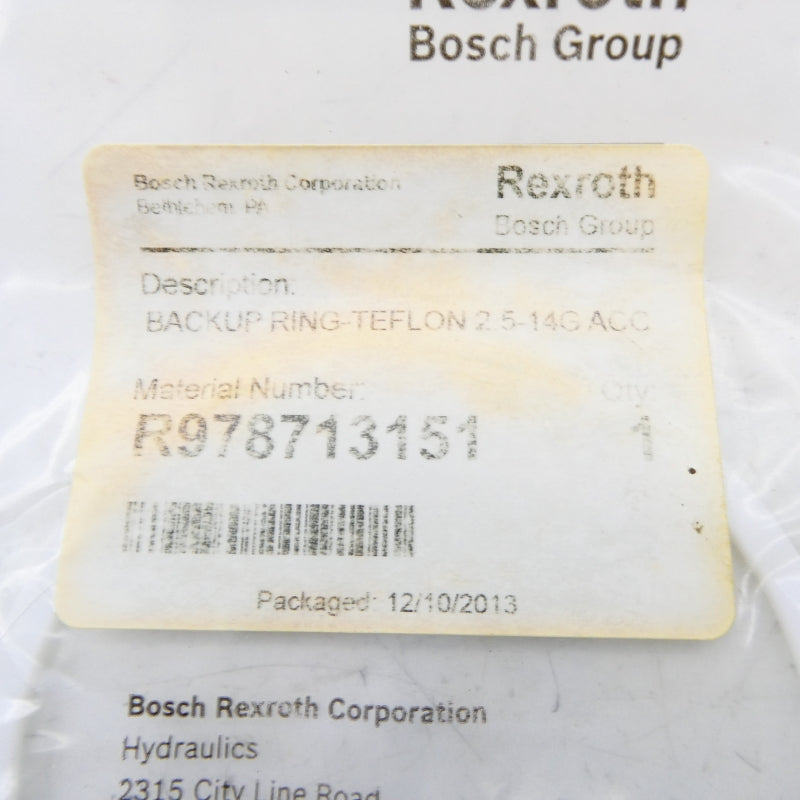 Rexroth
Bosch Group
Bosch Rexroth Corporation
Bethlehem, PA
Rexroth
Bosch Group
Description:
BACKUP RING-TEFLON 2.5-14G ACC
Material Number:
Qty:
R978713151
1
Packaged: 12/10/2013
Bosch Rexroth Corporation
Hydraulics
2315 City Line Road